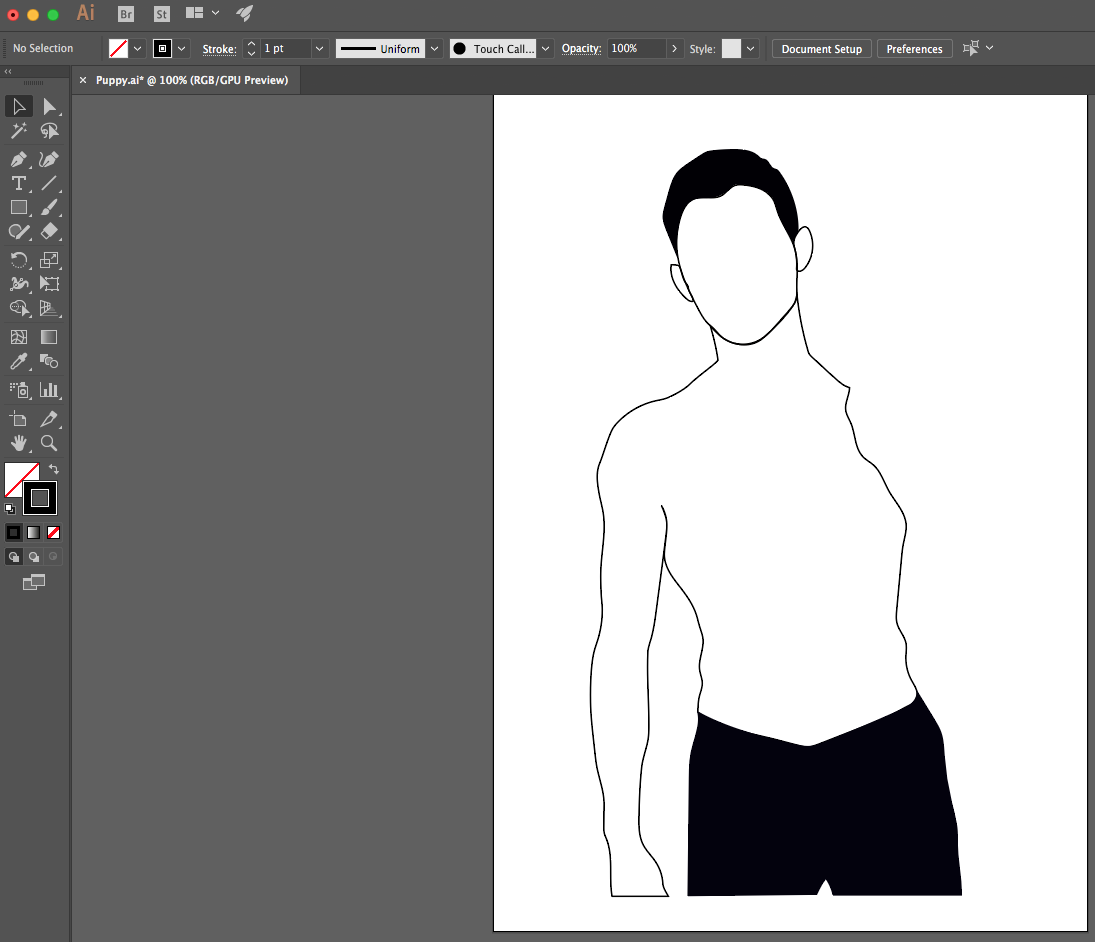 Ai Br St
No Selection Stroke: 1 pt Uniform Touch Call... Opacity: 100% Style: Document Setup Preferences
× Puppy.ai* @ 100% (RGB/GPU Preview)
T